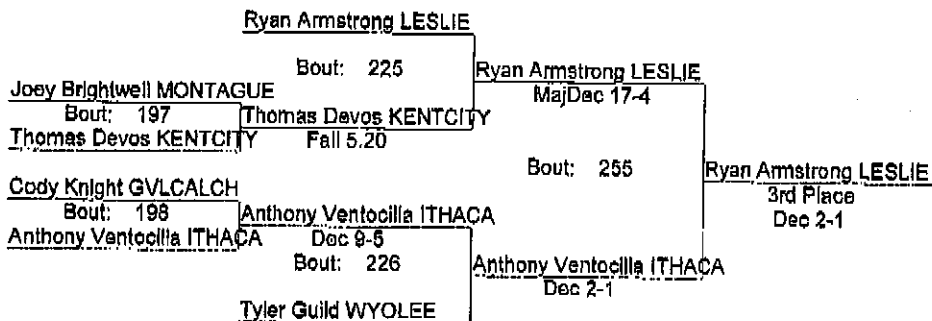 Ryan Armstrong LESLIE
Bout: 225
Ryan Armstrong LESLIE
MajDec 17-4
Joey Brightwell MONTAGUE
Bout: 197
Thomas Devos KENTCITY
Thomas Devos KENTCITY
Fall 5.20
Bout: 255
Ryan Armstrong LESLIE
3rd Place
Dec 2-1
Cody Knight GVLCALCH
Bout: 198
Anthony Ventocilla ITHACA
Anthony Ventocilla ITHACA
Dec 9-5
Bout: 226
Anthony Ventocilla ITHACA
Dec 2-1
Tyler Guild WYOLEE